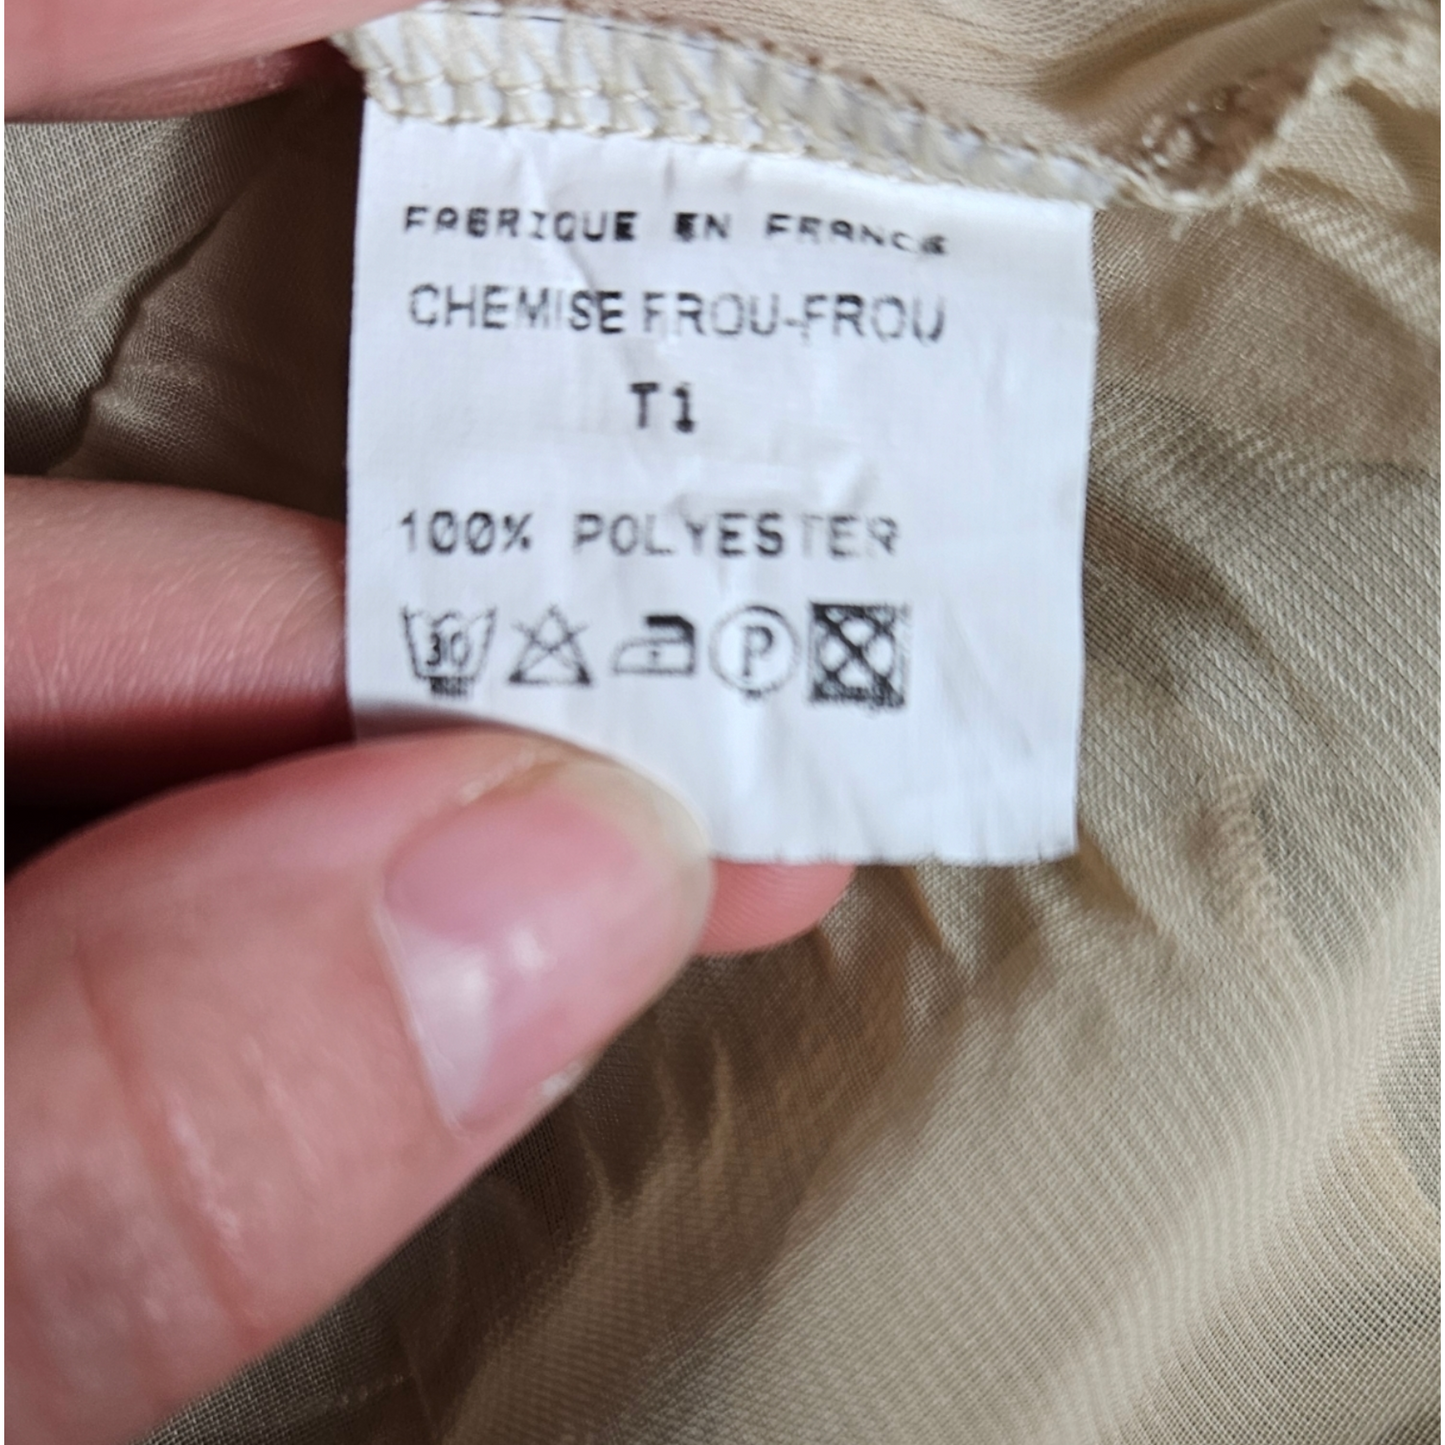 FABRIQUE EN FRANCE
CHEMISE FROU-FROU
T1
100% POLYESTER
30 P